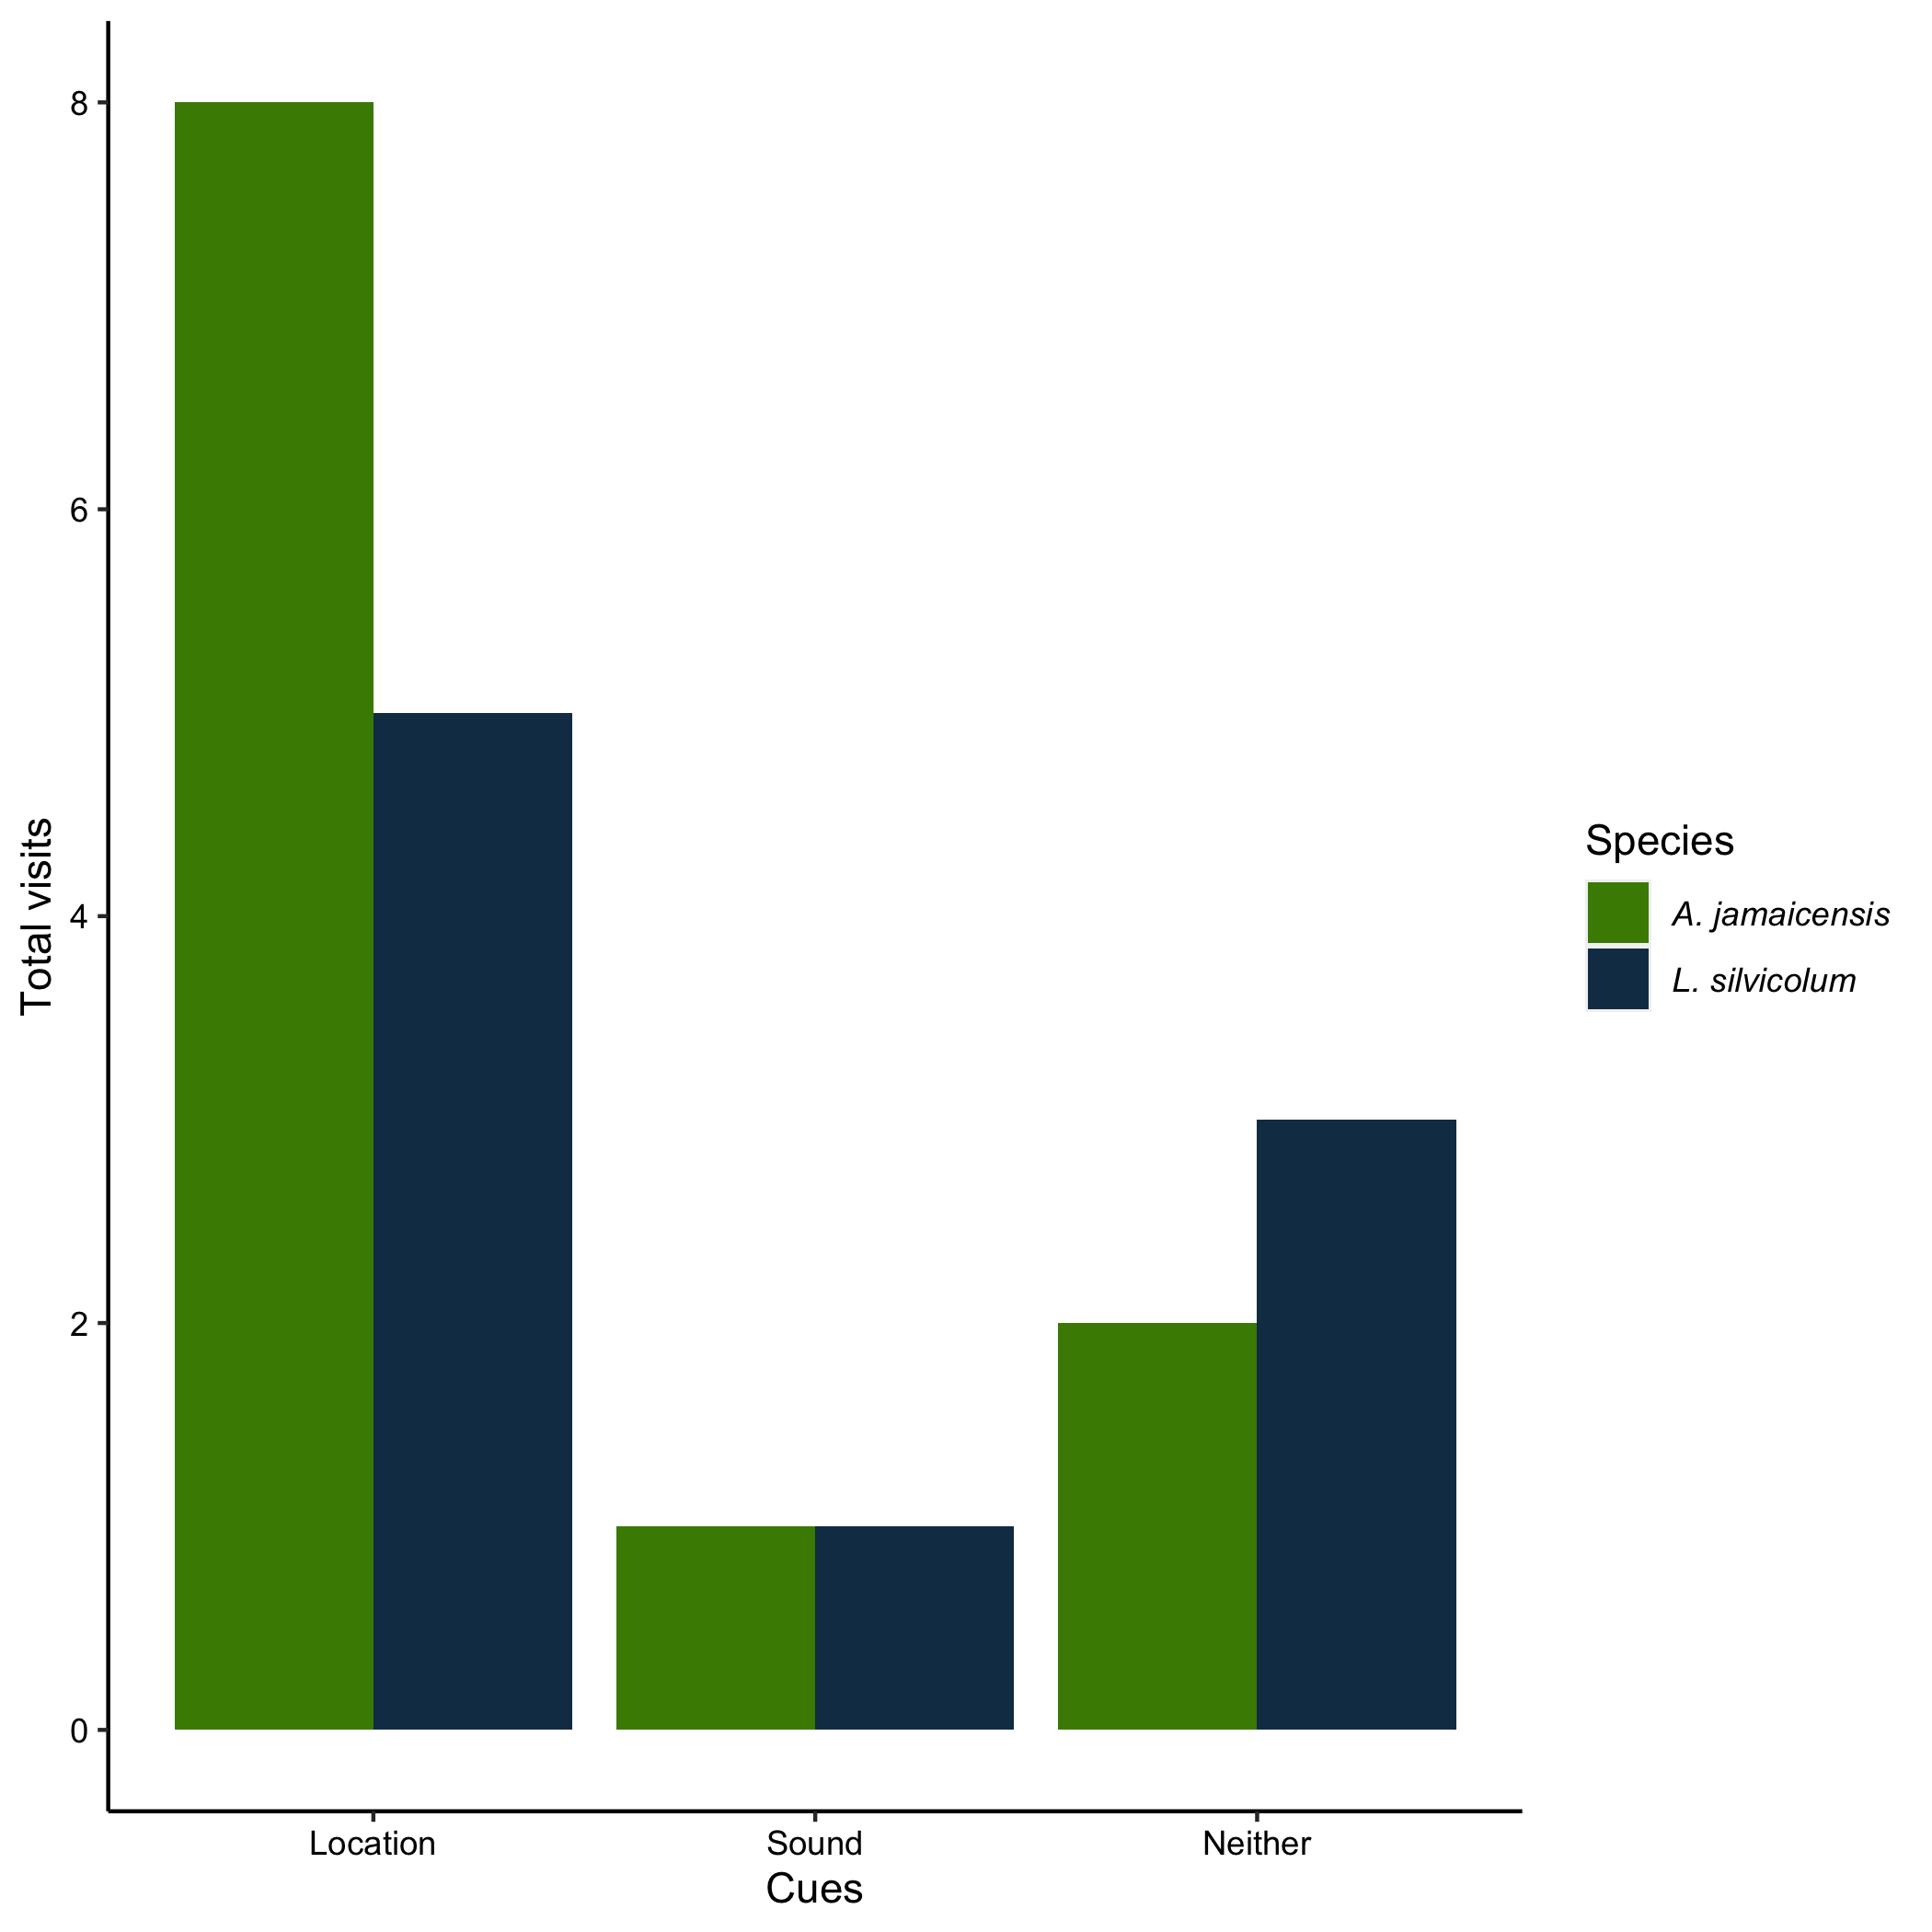 Total visits
8
6
4
2
0
Location
Sound
Neither
Cues
Species
A. jamaicensis
L. silvicolum